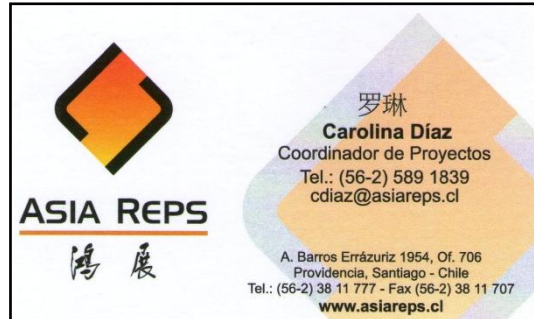 ASIA REPS
鴻展
罗琳
Carolina Díaz
Coordinador de Proyectos
Tel.: (56-2) 589 1839
cdiaz@asiareps.cl
A. Barros Errázuriz 1954, Of. 706
Providencia, Santiago - Chile
Tel.: (56-2) 38 11 777 - Fax (56-2) 38 11 707
www.asiareps.cl